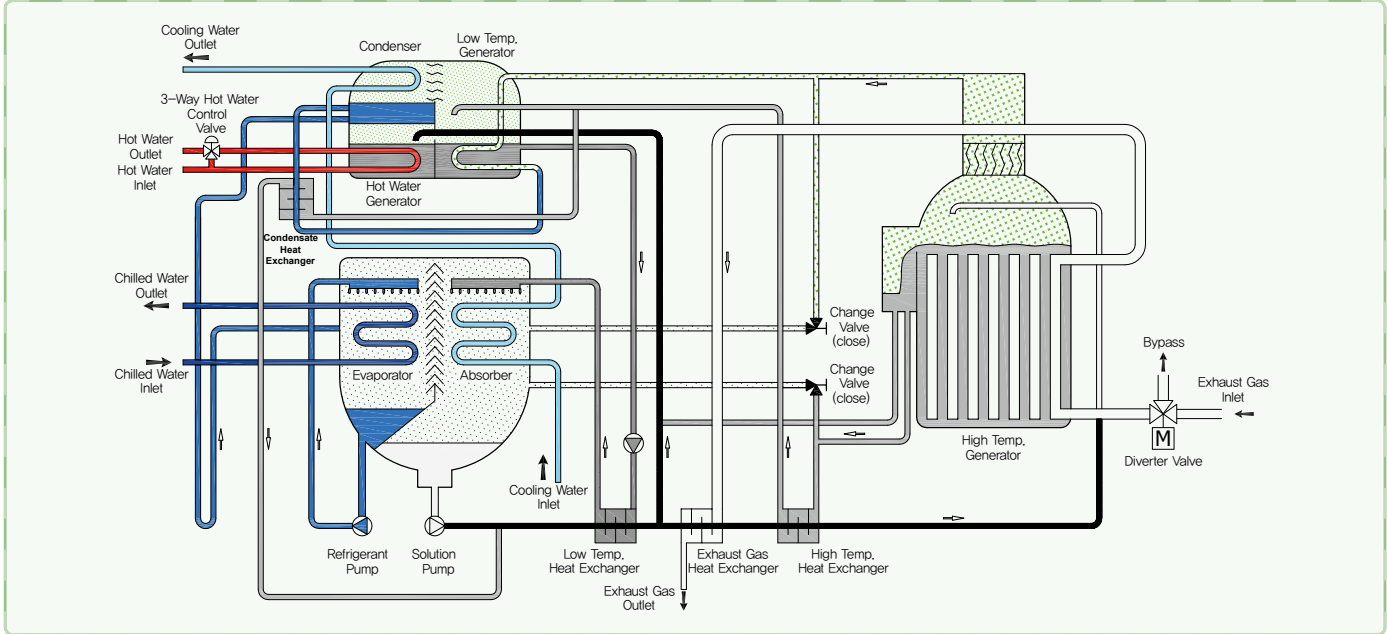 Cooling Water
Outlet
Condenser
Low Temp.
Generator
3-Way Hot Water
Control
Valve
Hot Water
Outlet
Hot Water
Inlet
Hot Water
Generator
Condensate
Heat
Exchanger
Chilled Water
Outlet
Chilled Water
Inlet
Evaporator
Absorber
Change
Valve
(close)
Change
Valve
(close)
Bypass
Exhaust Gas
Inlet
M
Diverter Valve
High Temp.
Generator
Cooling Water
Inlet
Refrigerant
Pump
Solution
Pump
Low Temp.
Heat Exchanger
Exhaust Gas
Heat Exchanger
High Temp.
Heat Exchanger
Exhaust Gas
Outlet